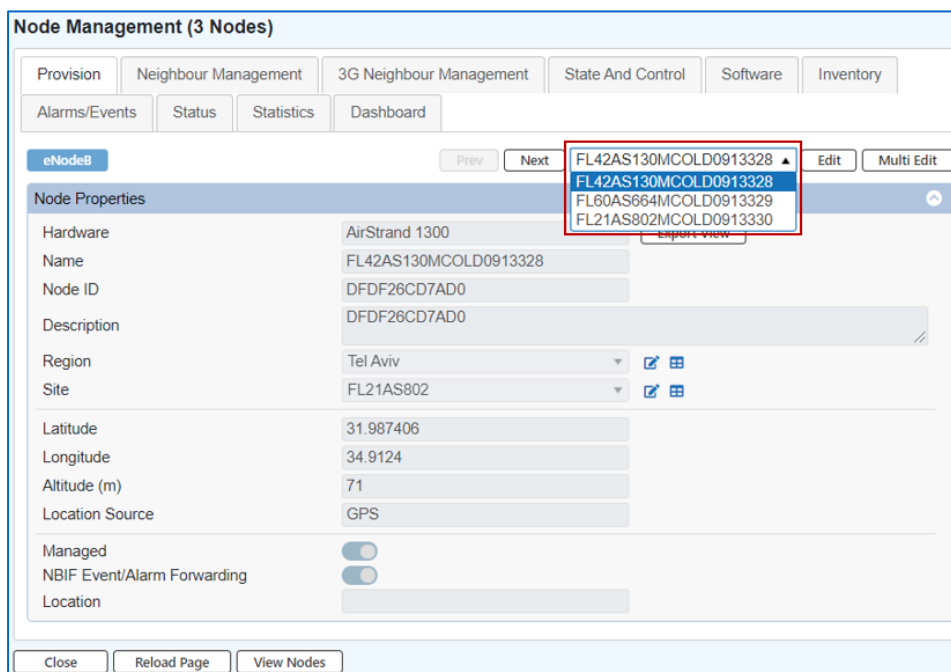 Node Management (3 Nodes)
Provision Neighbour Management 3G Neighbour Management State And Control Software Inventory
Alarms/Events Status Statistics Dashboard
eNodeB Prev Next FL42AS130MCOLD0913328 Edit Multi Edit
FL42AS130MCOLD0913328
Node Properties FL60AS664MCOLD0913329
FL21AS802MCOLD0913330
Hardware AirStrand 1300 Export View
Name FL42AS130MCOLD0913328
Node ID DFDF26CD7AD0
Description DFDF26CD7AD0
Region Tel Aviv
Site FL21AS802
Latitude 31.987406
Longitude 34.9124
Altitude (m) 71
Location Source GPS
Managed
NBIF Event/Alarm Forwarding
Location
Close Reload Page View Nodes